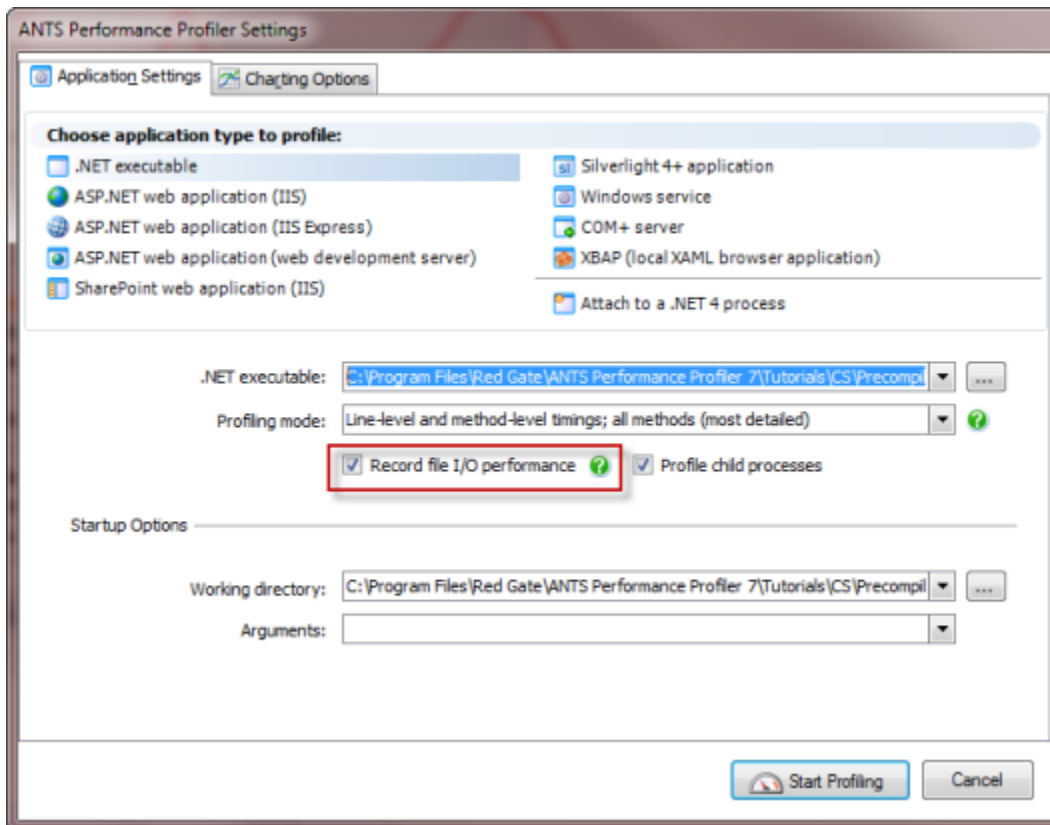 ANTS Performance Profiler Settings
Application Settings
Charting Options
Choose application type to profile:
.NET executable
ASP.NET web application (IIS)
ASP.NET web application (IIS Express)
ASP.NET web application (web development server)
SharePoint web application (IIS)
Silverlight 4+ application
Windows service
COM+ server
XBAP (local XAML browser application)
Attach to a .NET 4 process
.NET executable: C:\Program Files\Red Gate\ANTS Performance Profiler 7\Tutorials\CS\Precompil ...
Profiling mode: Line-level and method-level timings; all methods (most detailed) ?
Record file I/O performance ? Profile child processes
Startup Options
Working directory: C:\Program Files\Red Gate\ANTS Performance Profiler 7\Tutorials\CS\Precompil ...
Arguments:
Start Profiling Cancel